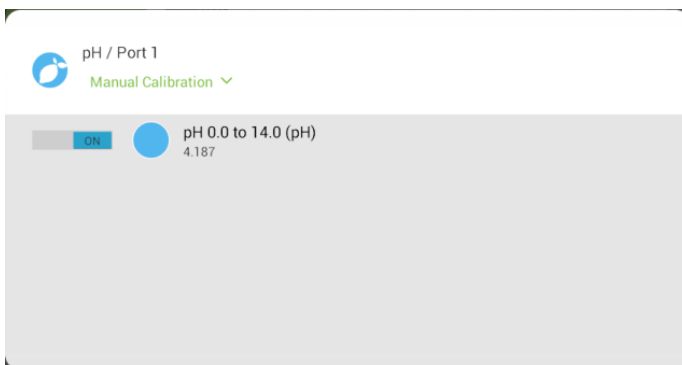 pH / Port 1
Manual Calibration
ON
pH 0.0 to 14.0 (pH)
4.187